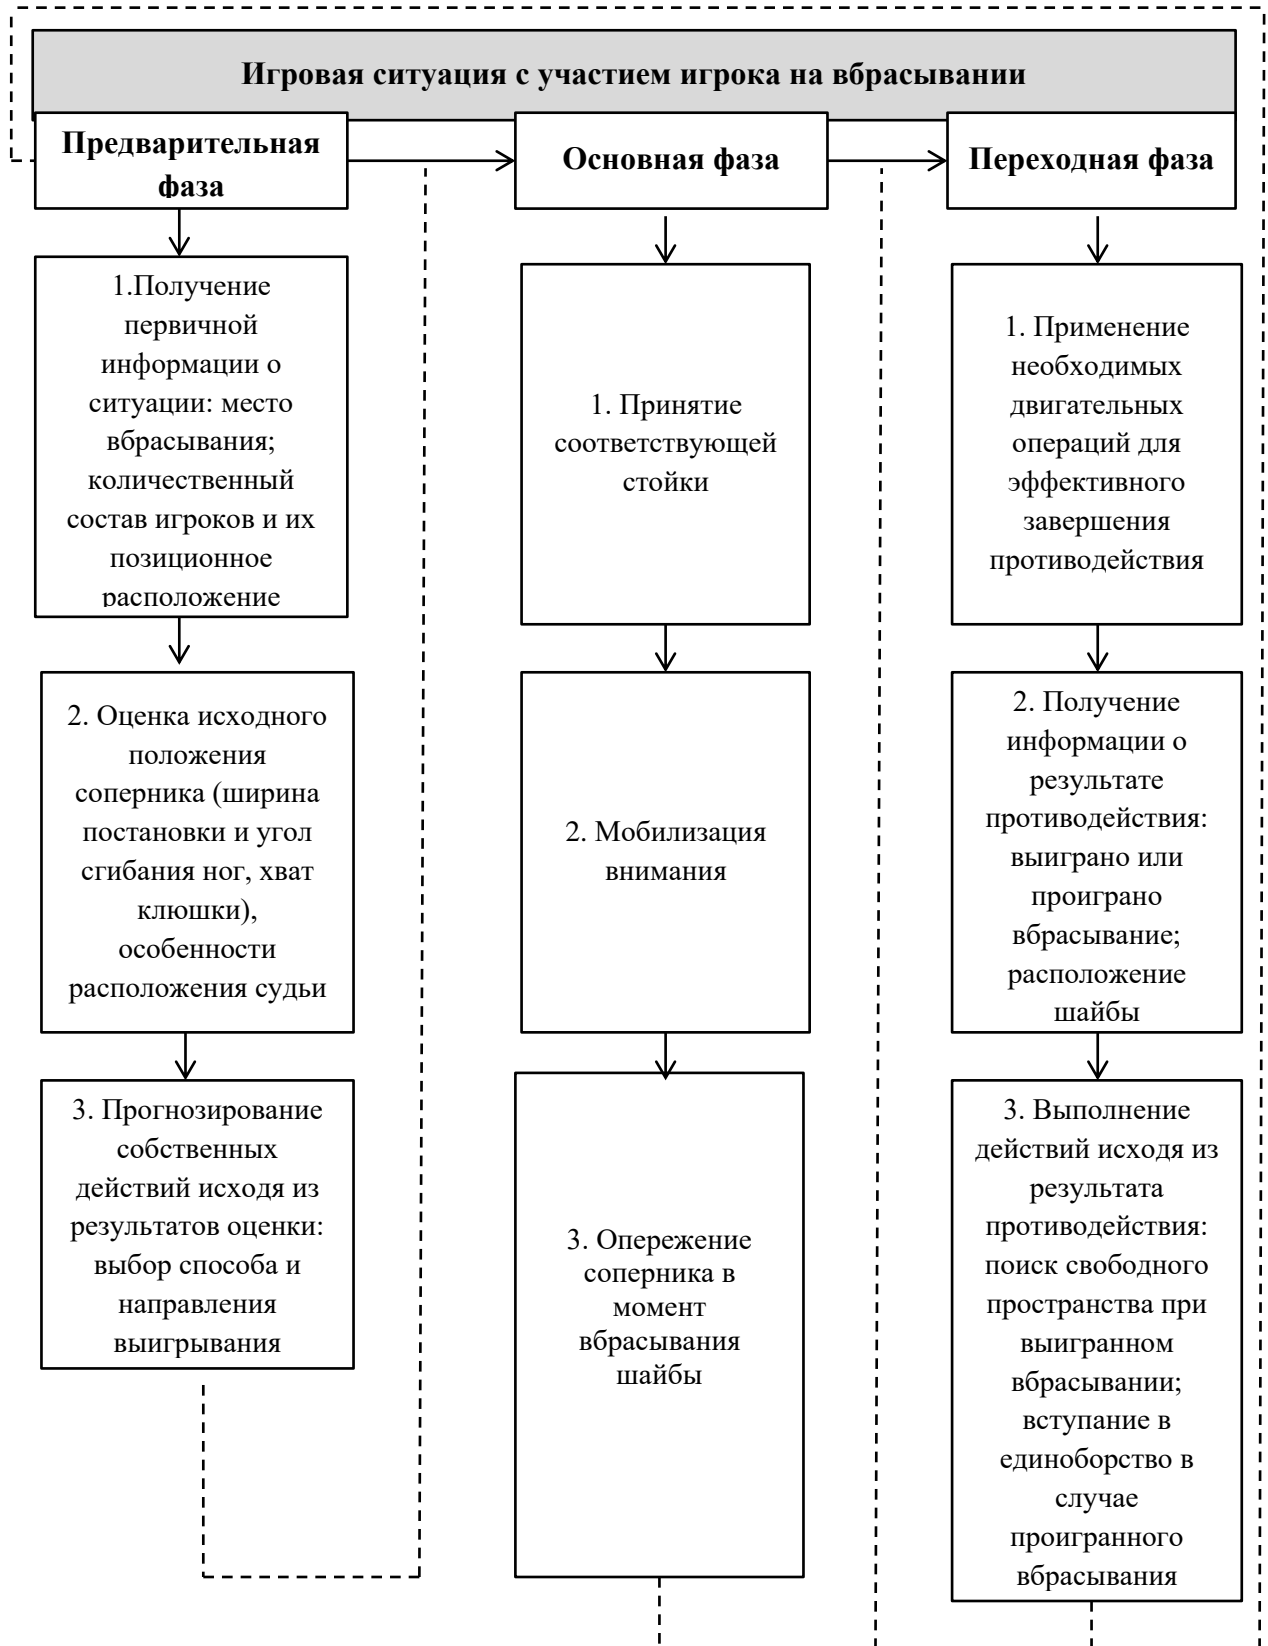 Игровая ситуация с участием игрока на вбрасывании
Предварительная
фаза
Основная фаза
Переходная фаза
1.Получение
первичной
информации о
ситуации: место
вбрасывания;
количественный
состав игроков и их
позиционное
расположение
2. Оценка исходного
положения
соперника (ширина
постановки и угол
сгибания ног, хват
клюшки),
особенности
расположения судьи
3. Прогнозирование
собственных
действий исходя из
результатов оценки:
выбор способа и
направления
выигрывания
1. Принятие
соответствующей
стойки
2. Мобилизация
внимания
3. Опережение
соперника в
момент
вбрасывания
шайбы
1. Применение
необходимых
двигательных
операций для
эффективного
завершения
противодействия
2. Получение
информации о
результате
противодействия:
выиграно или
проиграно
вбрасывание;
расположение
шайбы
3. Выполнение
действий исходя из
результата
противодействия:
поиск свободного
пространства при
выигранном
вбрасывании;
вступание в
единоборство в
случае
проигранного
вбрасывания